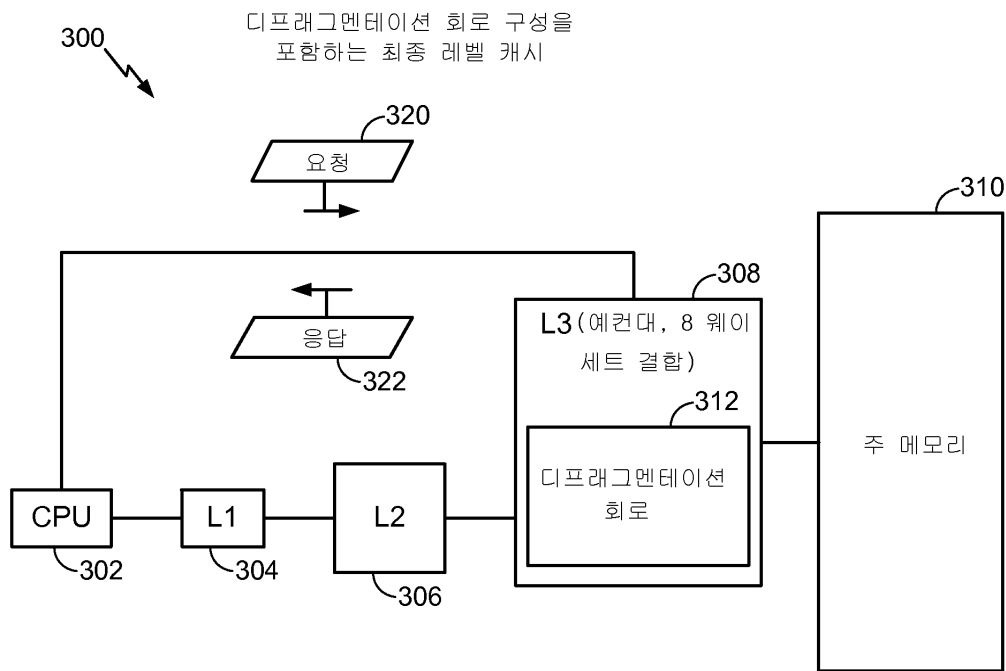 디프래그멘테이션 회로 구성을
포함하는 최종 레벨 캐시
300
320
요청
310
308
L3(예컨대, 8 웨이
세트 결합)
응답
322
312
주 메모리
디프래그멘테이션
회로
CPU
L1
L2
302
304
306